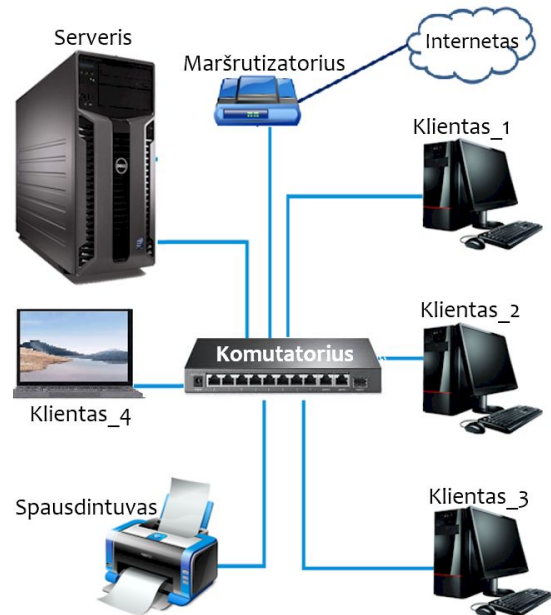 Serveris
Maršrutizatorius
Internetas
Klientas_1
Klientas_2
Komutatorius
Klientas_4
Spausdintuvas
Klientas_3